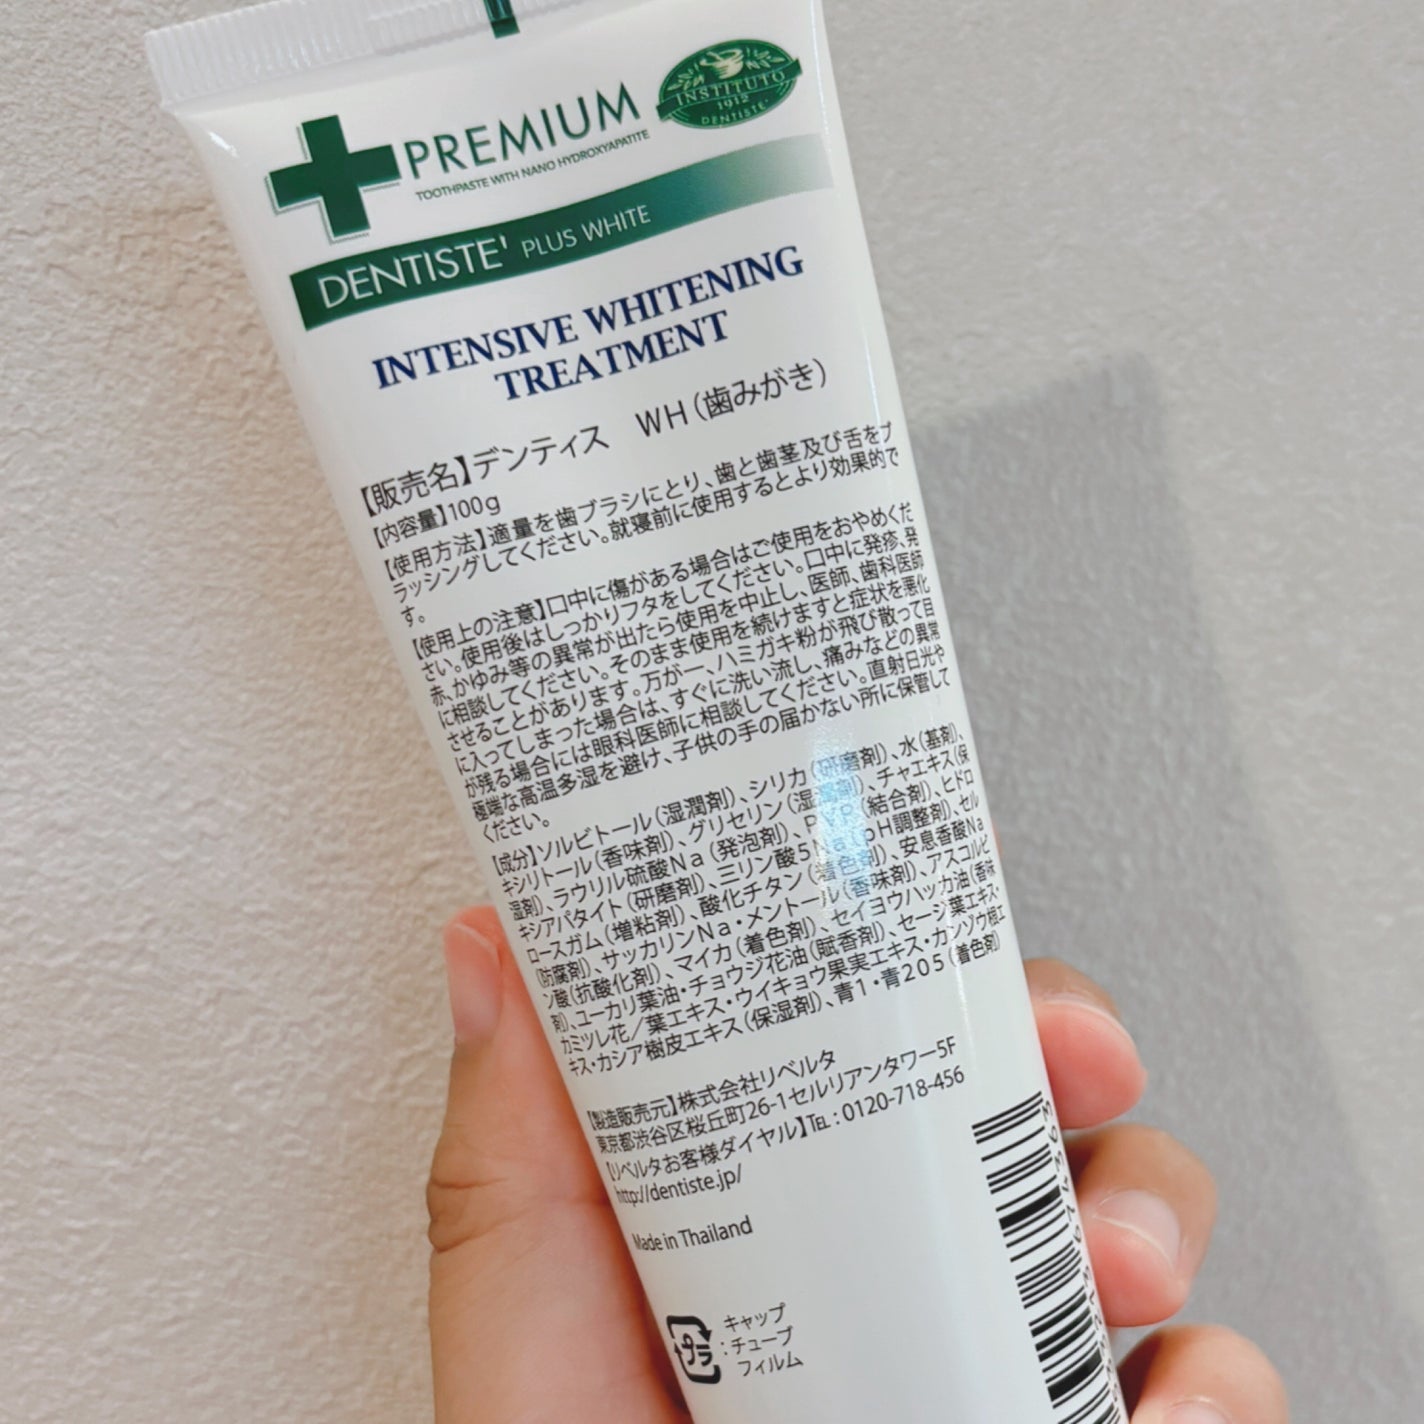 PREMIUM
TOOTHPASTE WITH NANO HYDROXYAPATITE
INSTITUTO
1912
DENTISTE'
DENTISTE' PLUS WHITE
INTENSIVE WHITENING
TREATMENT
【販売名】デンティス　WH（歯みがき）
【内容量】100g
【使用方法】適量を歯ブラシにとり、歯と歯茎及び舌をブ
ラッシングしてください。就寝前に使用するとより効果的で
す。
【使用上の注意】口中に傷がある場合はご使用をおやめくだ
さい。使用後はしっかりフタをしてください。口中に発疹、発
赤、かゆみ等の異常が出たら使用を中止し、医師、歯科医師
に相談してください。そのまま使用を続けますと症状を悪化
させることがあります。万が一、ハミガキ粉が飛び散って目
に入ってしまった場合は、すぐに洗い流し、痛みなどの異常
が残る場合には眼科医師に相談してください。直射日光や
極端な高温多湿を避け、子供の手の届かない所に保管して
ください。
【成分】ソルビトール（湿潤剤）、シリカ（研磨剤）、水（基剤）、
キシリトール（香味剤）、グリセリン（湿潤剤）、チャエキス（保
湿剤）、ラウリル硫酸Na（発泡剤）、PVP（結合剤）、ヒドロ
キシアパタイト（研磨剤）、三リン酸5Na（pH調整剤）、セル
ロースガム（増粘剤）、酸化チタン（着色剤）、安息香酸Na
（防腐剤）、サッカリンNa・メントール（香味剤）、アスコルビ
ン酸（抗酸化剤）、マイカ（着色剤）、セイヨウハッカ油（香味
剤）、ユーカリ葉油・チョウジ花油（賦香剤）、セージ葉エキス・
カミツレ花／葉エキス・ウイキョウ果実エキス・カンゾウ根エ
キス・カシア樹皮エキス（保湿剤）、青1・青205（着色剤）
【製造販売元】株式会社リベルタ
東京都渋谷区桜丘町26-1セルリアンタワー5F
【リベルタお客様ダイヤル】TEL : 0120-718-456
http://dentiste.jp/
Made in Thailand
プラ
キャップ
: チューブ
フィルム